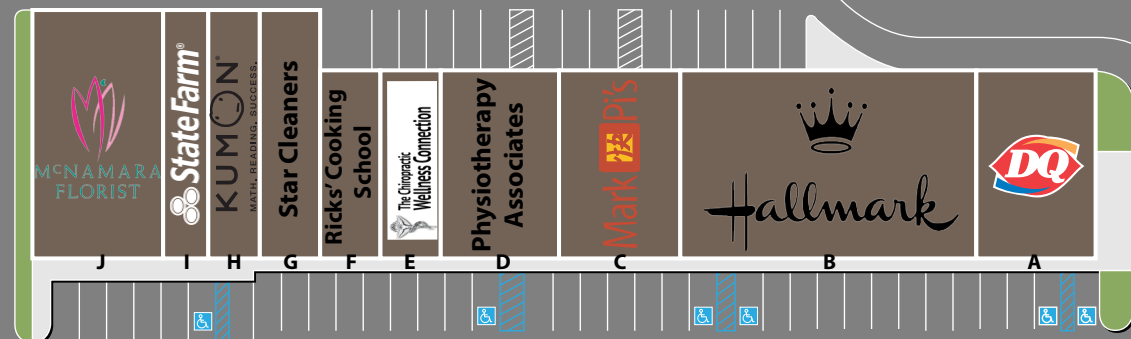 McNAMARA
FLORIST
StateFarm®
KUMON®
MATH. READING. SUCCESS.
Star Cleaners
Ricks' Cooking
School
The Chiropractic
Wellness Connection
Physiotherapy
Associates
Mark Pi's
Hallmark
DQ
J
I
H
G
F
E
D
C
B
A